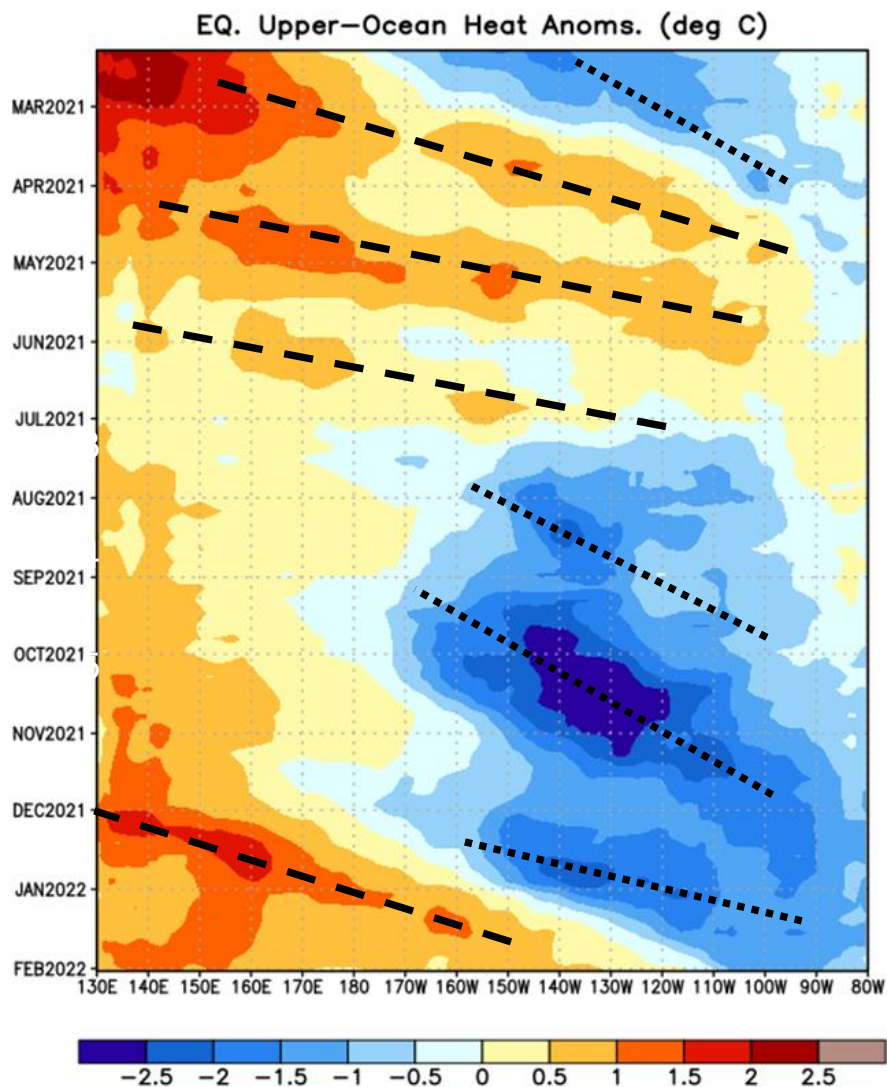 EQ. Upper-Ocean Heat Anoms. (deg C)
MAR2021
APR2021
MAY2021
JUN2021
JUL2021
AUG2021
SEP2021
OCT2021
NOV2021
DEC2021
JAN2022
FEB2022
130E 140E 150E 160E 170E 180 170W 160W 150W 140W 130W 120W 110W 100W 90W 80W
-2.5 -2 -1.5 -1 -0.5 0 0.5 1 1.5 2 2.5